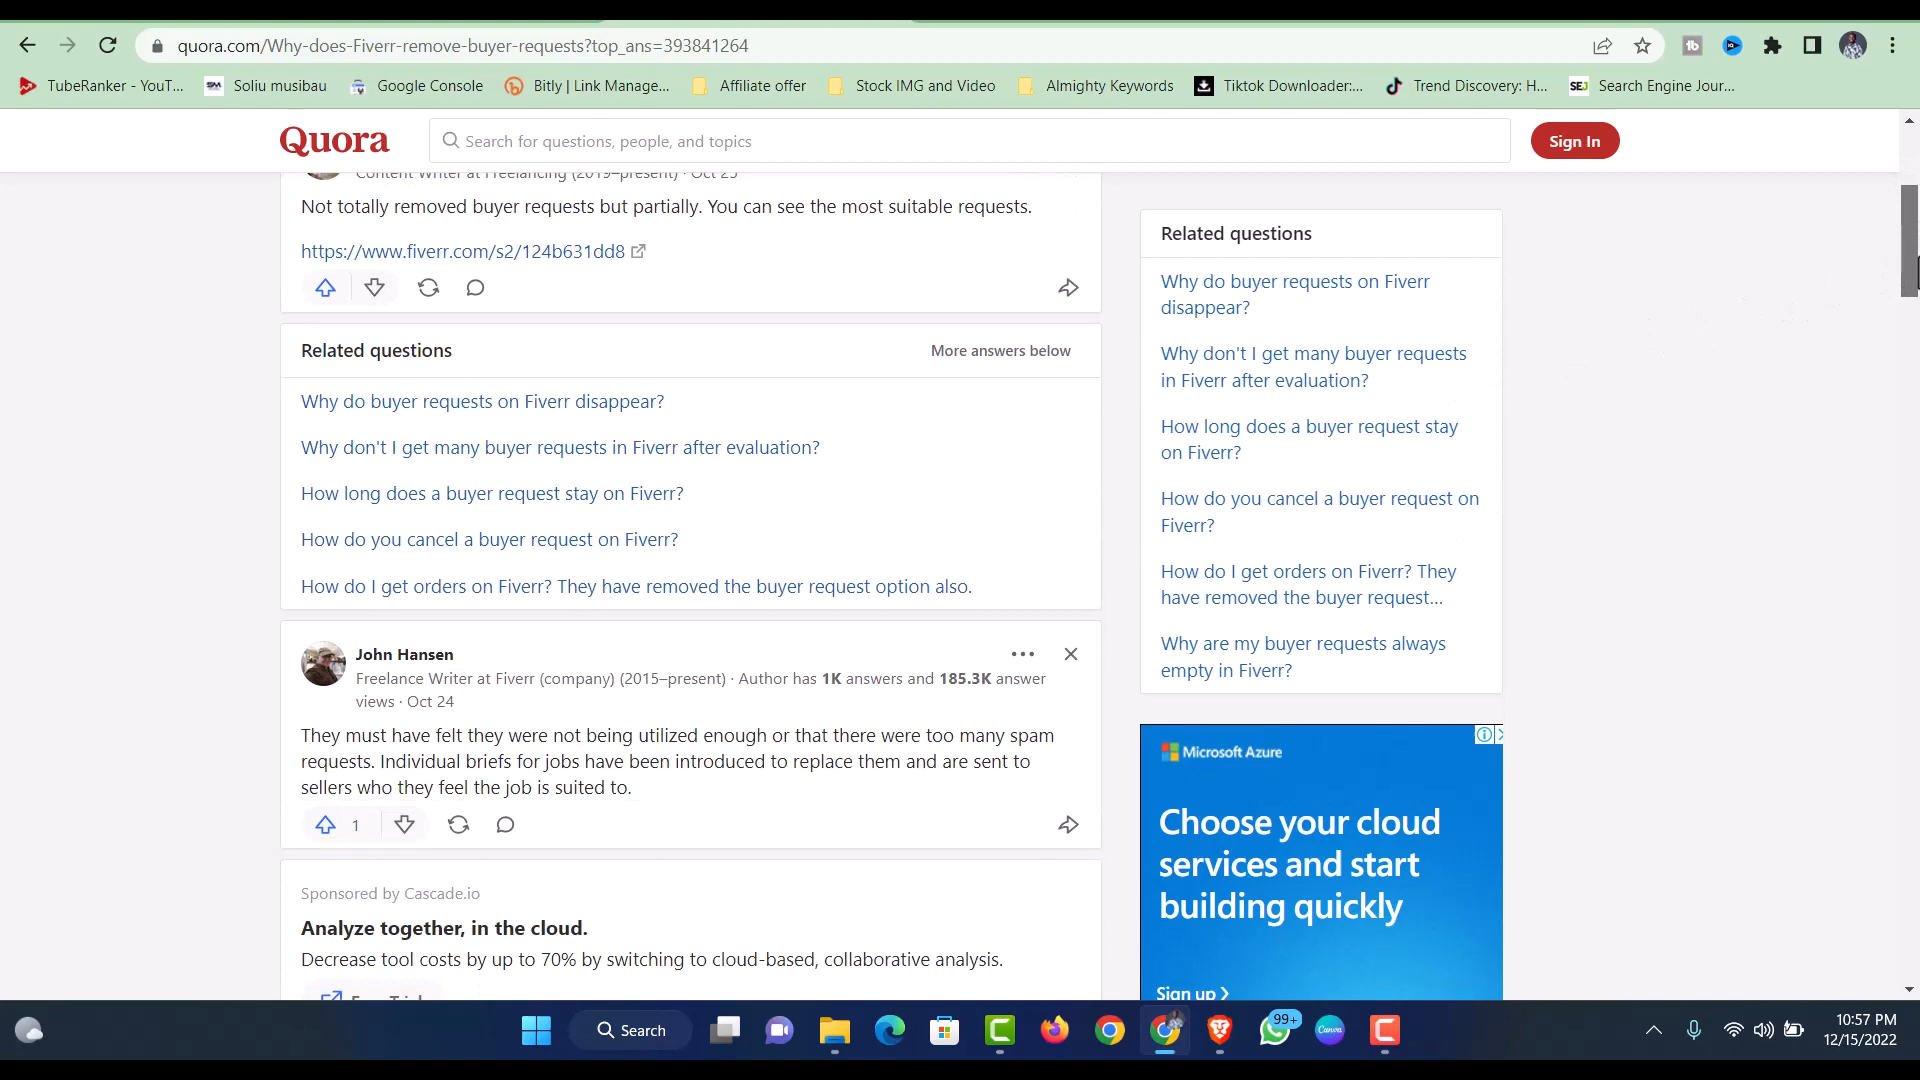 quora.com/Why-does-Fiverr-remove-buyer-requests?top_ans=393841264
TubeRanker - YouT...
Soliu musibau
Google Console
Bitly | Link Manage...
Affiliate offer
Stock IMG and Video
Almighty Keywords
Tiktok Downloader:...
Trend Discovery: H...
SEJ
Search Engine Jour...
Quora
Search for questions, people, and topics
Sign In
Content Writer at Freelancing (2019–present) · Oct 25
Not totally removed buyer requests but partially. You can see the most suitable requests.
https://www.fiverr.com/s2/124b631dd8
Related questions
More answers below
Why do buyer requests on Fiverr disappear?
Why don't I get many buyer requests in Fiverr after evaluation?
How long does a buyer request stay on Fiverr?
How do you cancel a buyer request on Fiverr?
How do I get orders on Fiverr? They have removed the buyer request option also.
John Hansen
Freelance Writer at Fiverr (company) (2015–present) · Author has 1K answers and 185.3K answer
views · Oct 24
They must have felt they were not being utilized enough or that there were too many spam
requests. Individual briefs for jobs have been introduced to replace them and are sent to
sellers who they feel the job is suited to.
1
Sponsored by Cascade.io
Analyze together, in the cloud.
Decrease tool costs by up to 70% by switching to cloud-based, collaborative analysis.
Related questions
Why do buyer requests on Fiverr
disappear?
Why don't I get many buyer requests
in Fiverr after evaluation?
How long does a buyer request stay
on Fiverr?
How do you cancel a buyer request on
Fiverr?
How do I get orders on Fiverr? They
have removed the buyer request...
Why are my buyer requests always
empty in Fiverr?
Microsoft Azure
Choose your cloud
services and start
building quickly
Sign up ❯
Search
99+
Canva
10:57 PM
12/15/2022